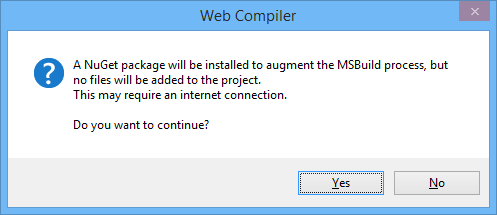 Web Compiler
A NuGet package will be installed to augment the MSBuild process, but
no files will be added to the project.
This may require an internet connection.
Do you want to continue?
Yes
No